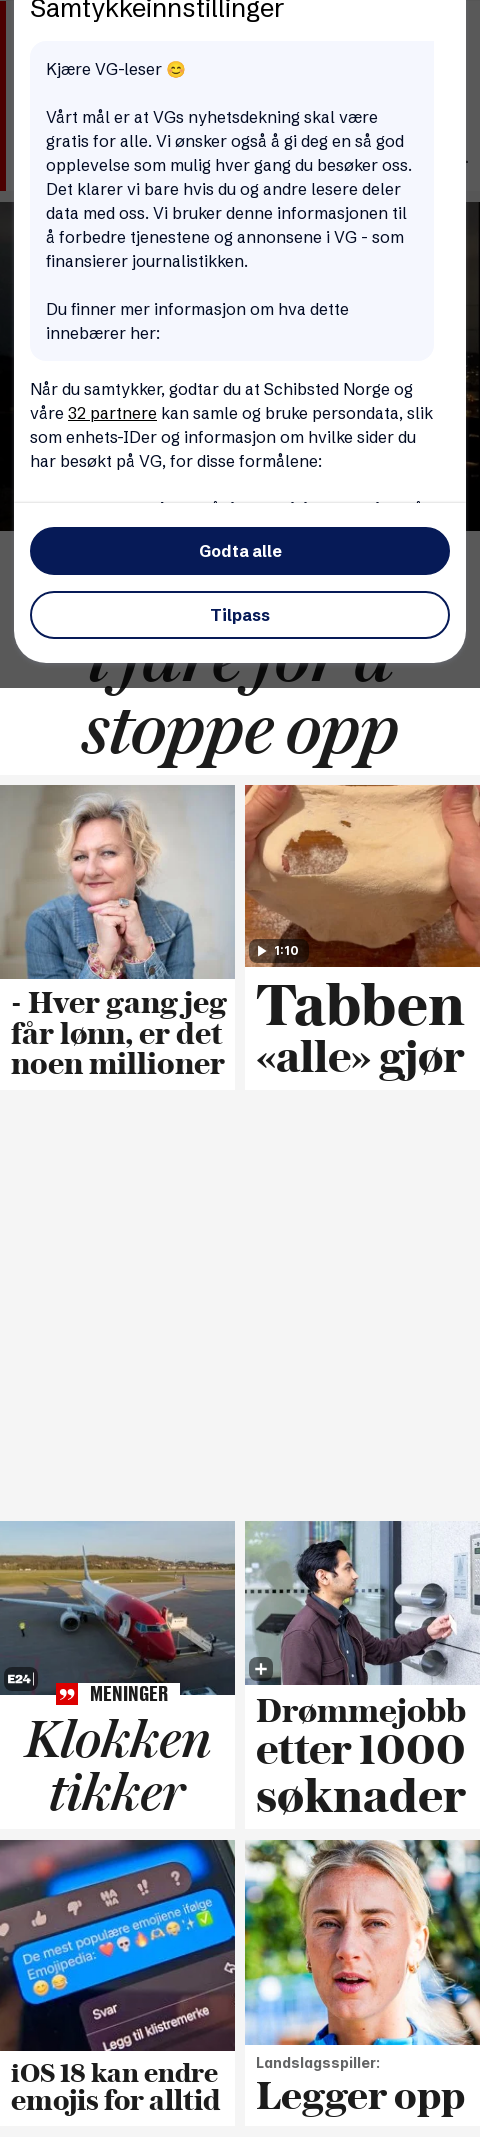 Samtykkeinnstillinger
Kjære VG-leser 😊
Vårt mål er at VGs nyhetsdekning skal være
gratis for alle. Vi ønsker også å gi deg en så god
opplevelse som mulig hver gang du besøker oss.
Det klarer vi bare hvis du og andre lesere deler
data med oss. Vi bruker denne informasjonen til
å forbedre tjenestene og annonsene i VG - som
finansierer journalistikken.
Du finner mer informasjon om hva dette
innebærer her:
Når du samtykker, godtar du at Schibsted Norge og
våre 32 partnere kan samle og bruke persondata, slik
som enhets-IDer og informasjon om hvilke sider du
har besøkt på VG, for disse formålene:
Godta alle
Tilpass
i fare for å
stoppe opp
1:10
- Hver gang jeg
får lønn, er det
noen millioner
Tabben
«alle» gjør
E24
MENINGER
Klokken
tikker
Drømmejobb
etter 1000
søknader
HA
HA
!!
?
De mest populære emojiene ifølge
Emojipedia: ❤️💀🔥🫶😂✨✅
😊😂
Svar
Legg til klistremerke
iOS 18 kan endre
emojis for alltid
Landslagsspiller:
Legger opp